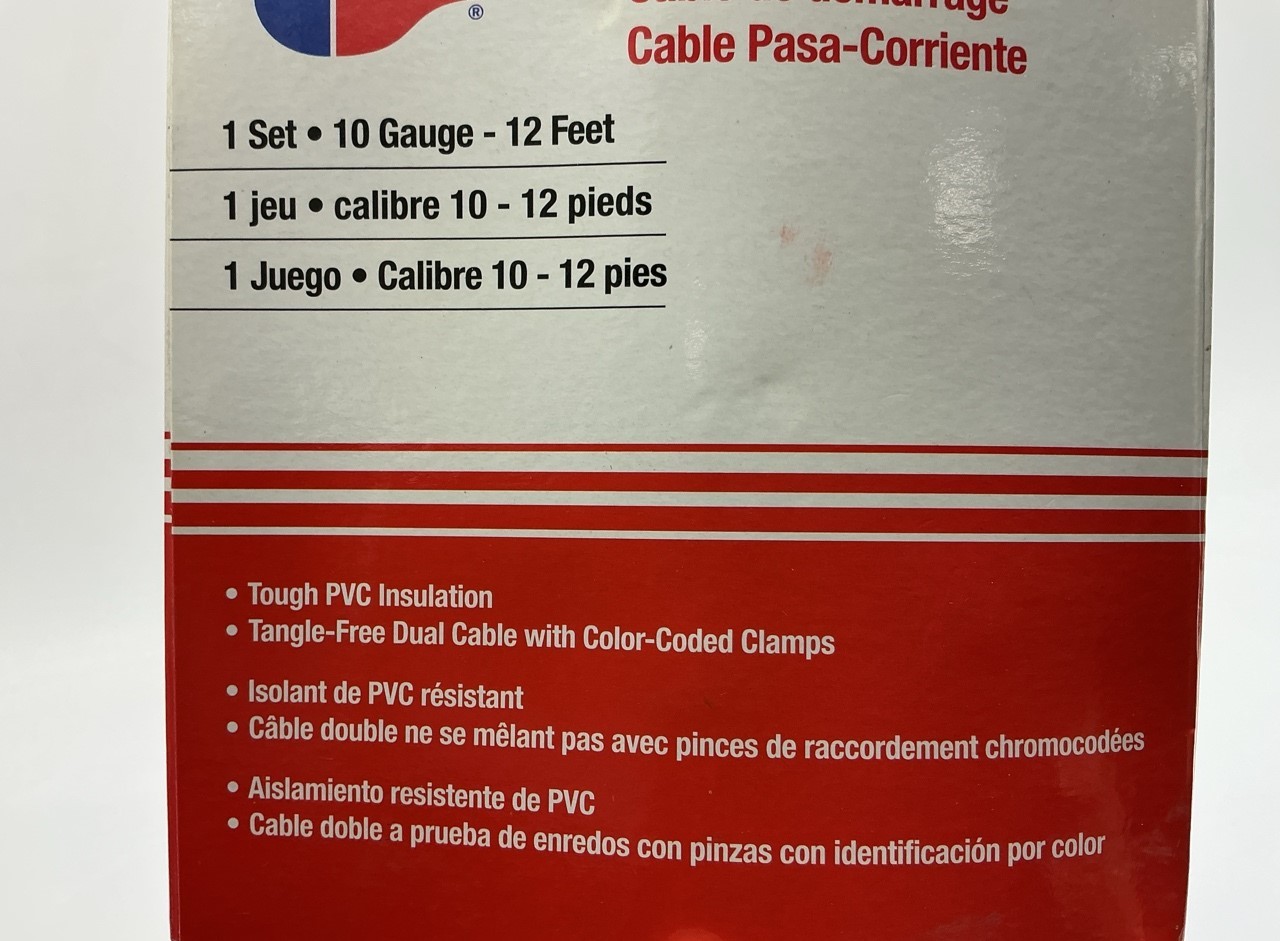 ®
démarrage
Cable Pasa-Corriente
1 Set • 10 Gauge - 12 Feet
1 jeu • calibre 10 - 12 pieds
1 Juego • Calibre 10 - 12 pies
• Tough PVC Insulation
• Tangle-Free Dual Cable with Color-Coded Clamps
• Isolant de PVC résistant
• Câble double ne se mêlant pas avec pinces de raccordement chromocodées
• Aislamiento resistente de PVC
• Cable doble a prueba de enredos con pinzas con identificación por color